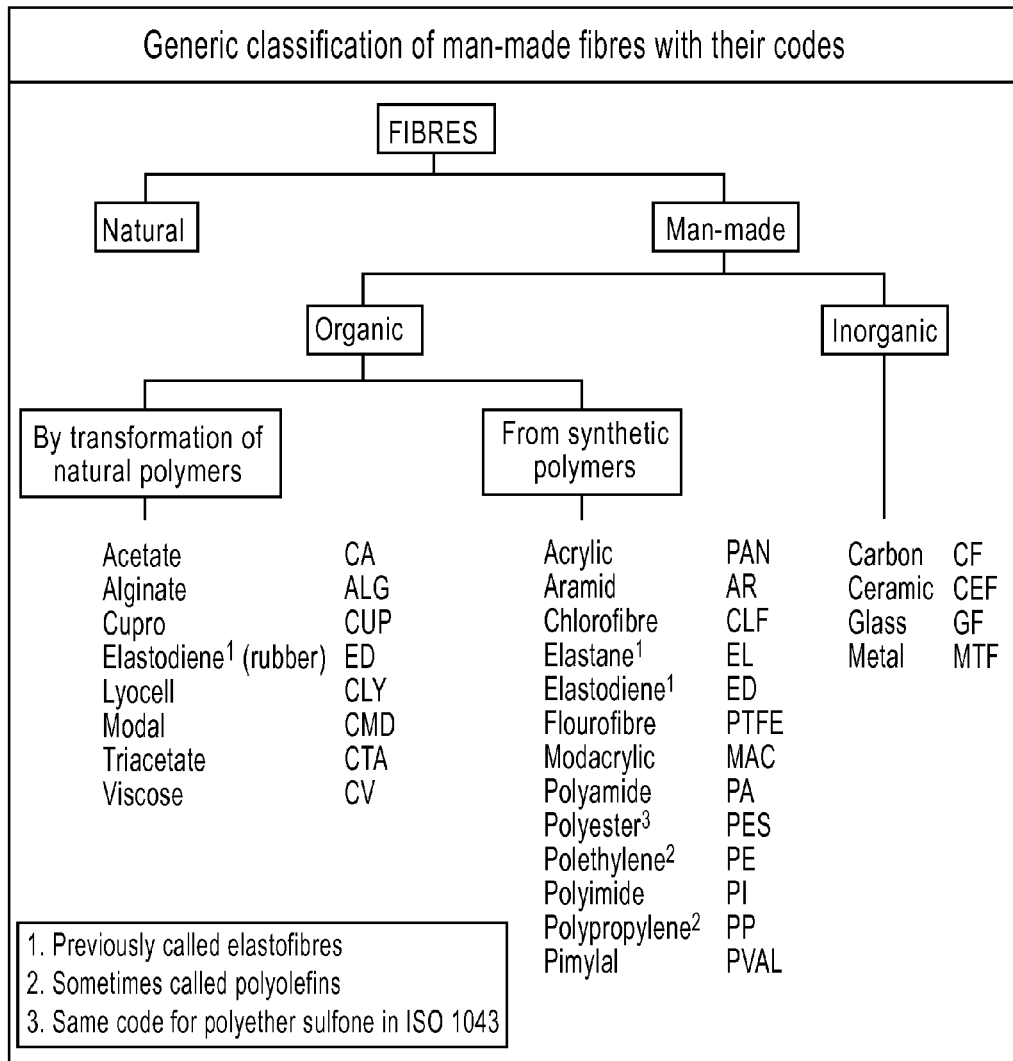 Generic classification of man-made fibres with their codes
FIBRES
Natural
Man-made
Organic
Inorganic
By transformation of
natural polymers
From synthetic
polymers
Acetate CA
Alginate ALG
Cupro CUP
Elastodiene¹ (rubber) ED
Lyocell CLY
Modal CMD
Triacetate CTA
Viscose CV
Acrylic PAN
Aramid AR
Chlorofibre CLF
Elastane¹ EL
Elastodiene¹ ED
Flourofibre PTFE
Modacrylic MAC
Polyamide PA
Polyester³ PES
Polethylene² PE
Polyimide PI
Polypropylene² PP
Pimylal PVAL
Carbon CF
Ceramic CEF
Glass GF
Metal MTF
1. Previously called elastofibres
2. Sometimes called polyolefins
3. Same code for polyether sulfone in ISO 1043